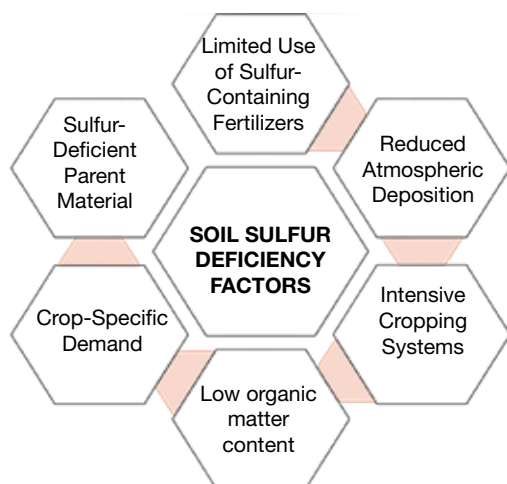 Limited Use
of Sulfur-
Containing
Fertilizers
Sulfur-
Deficient
Parent
Material
Reduced
Atmospheric
Deposition
SOIL SULFUR
DEFICIENCY
FACTORS
Crop-Specific
Demand
Intensive
Cropping
Systems
Low organic
matter
content